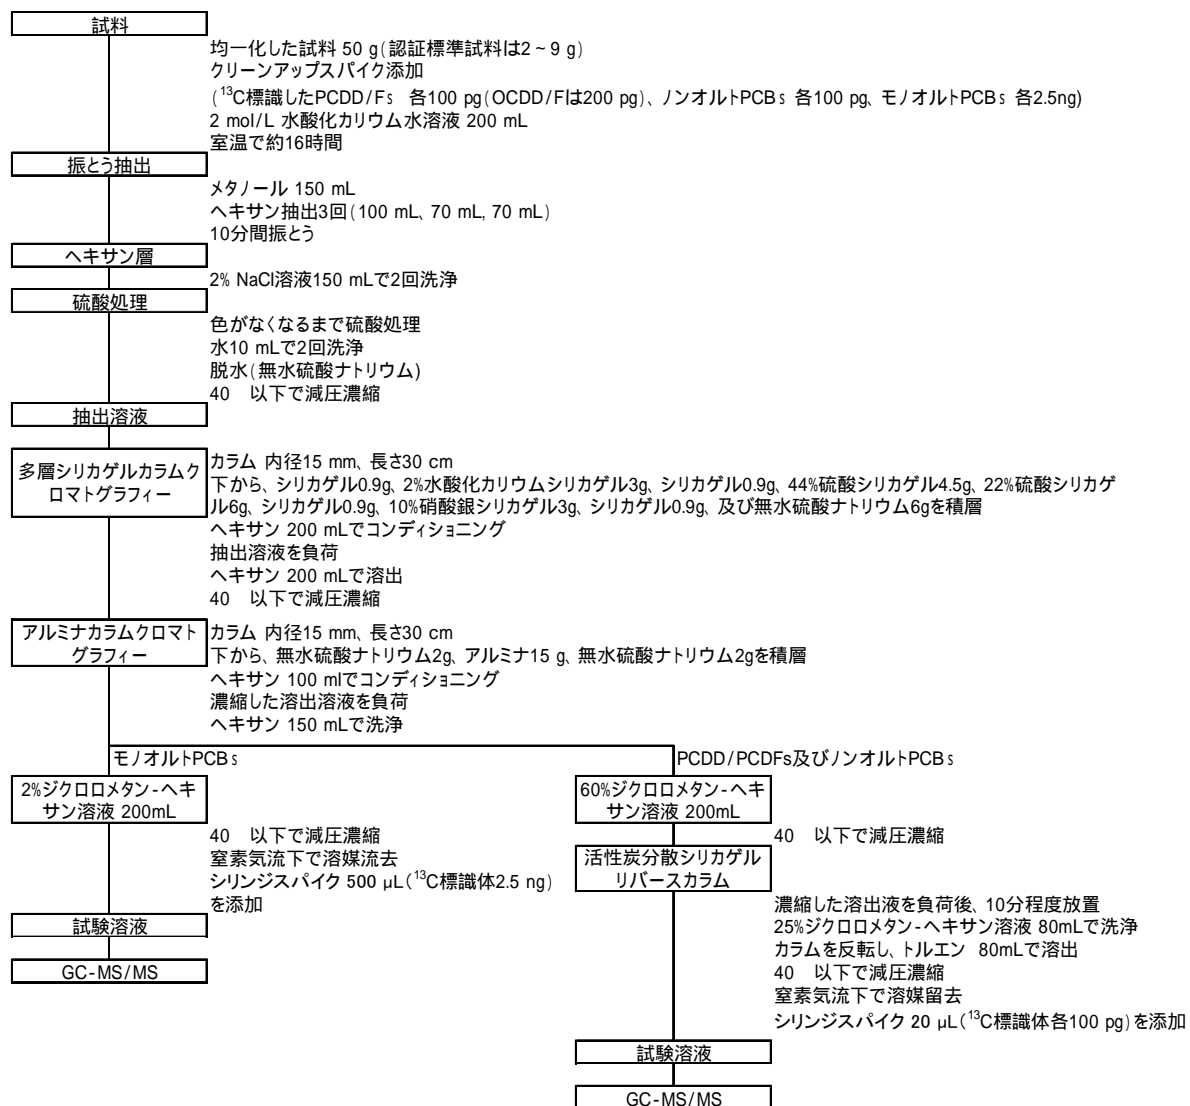 試料
均一化した試料 50 g(認証標準試料は2~9 g)
クリーンアップスパイク添加
(13C標識したPCDD/Fs 各100 pg(OCDD/Fは200 pg)、ノンオルトPCBs 各100 pg、モノオルトPCBs 各2.5ng)
2 mol/L 水酸化カリウム水溶液 200 mL
室温で約16時間
振とう抽出
メタノール 150 mL
ヘキサン抽出3回(100 mL、70 mL, 70 mL)
10分間振とう
ヘキサン層
2% NaCl溶液150 mLで2回洗浄
硫酸処理
色がなくなるまで硫酸処理
水10 mLで2回洗浄
脱水(無水硫酸ナトリウム)
40 以下で減圧濃縮
抽出溶液
多層シリカゲルカラムク
ロマトグラフィー
カラム 内径15 mm、長さ30 cm
下から、シリカゲル0.9g、2%水酸化カリウムシリカゲル3g、シリカゲル0.9g、44%硫酸シリカゲル4.5g、22%硫酸シリカゲ
ル6g、シリカゲル0.9g、10%硝酸銀シリカゲル3g、シリカゲル0.9g、及び無水硫酸ナトリウム6gを積層
ヘキサン 200 mLでコンディショニング
抽出溶液を負荷
ヘキサン 200 mLで溶出
40 以下で減圧濃縮
アルミナカラムクロマト
グラフィー
カラム 内径15 mm、長さ30 cm
下から、無水硫酸ナトリウム2g、アルミナ15 g、無水硫酸ナトリウム2gを積層
ヘキサン 100 mlでコンディショニング
濃縮した溶出溶液を負荷
ヘキサン 150 mLで洗浄
モノオルトPCBs
2%ジクロロメタン-ヘキ
サン溶液 200mL
40 以下で減圧濃縮
窒素気流下で溶媒流去
シリンジスパイク 500 μL(13C標識体2.5 ng)
を添加
試験溶液
GC-MS/MS
PCDD/PCDFs及びノンオルトPCBs
60%ジクロロメタン-ヘキ
サン溶液 200mL
40 以下で減圧濃縮
活性炭分散シリカゲル
リバースカラム
濃縮した溶出液を負荷後、10分程度放置
25%ジクロロメタン-ヘキサン溶液 80mLで洗浄
カラムを反転し、トルエン 80mLで溶出
40 以下で減圧濃縮
窒素気流下で溶媒留去
シリンジスパイク 20 μL(13C標識体各100 pg)を添加
試験溶液
GC-MS/MS